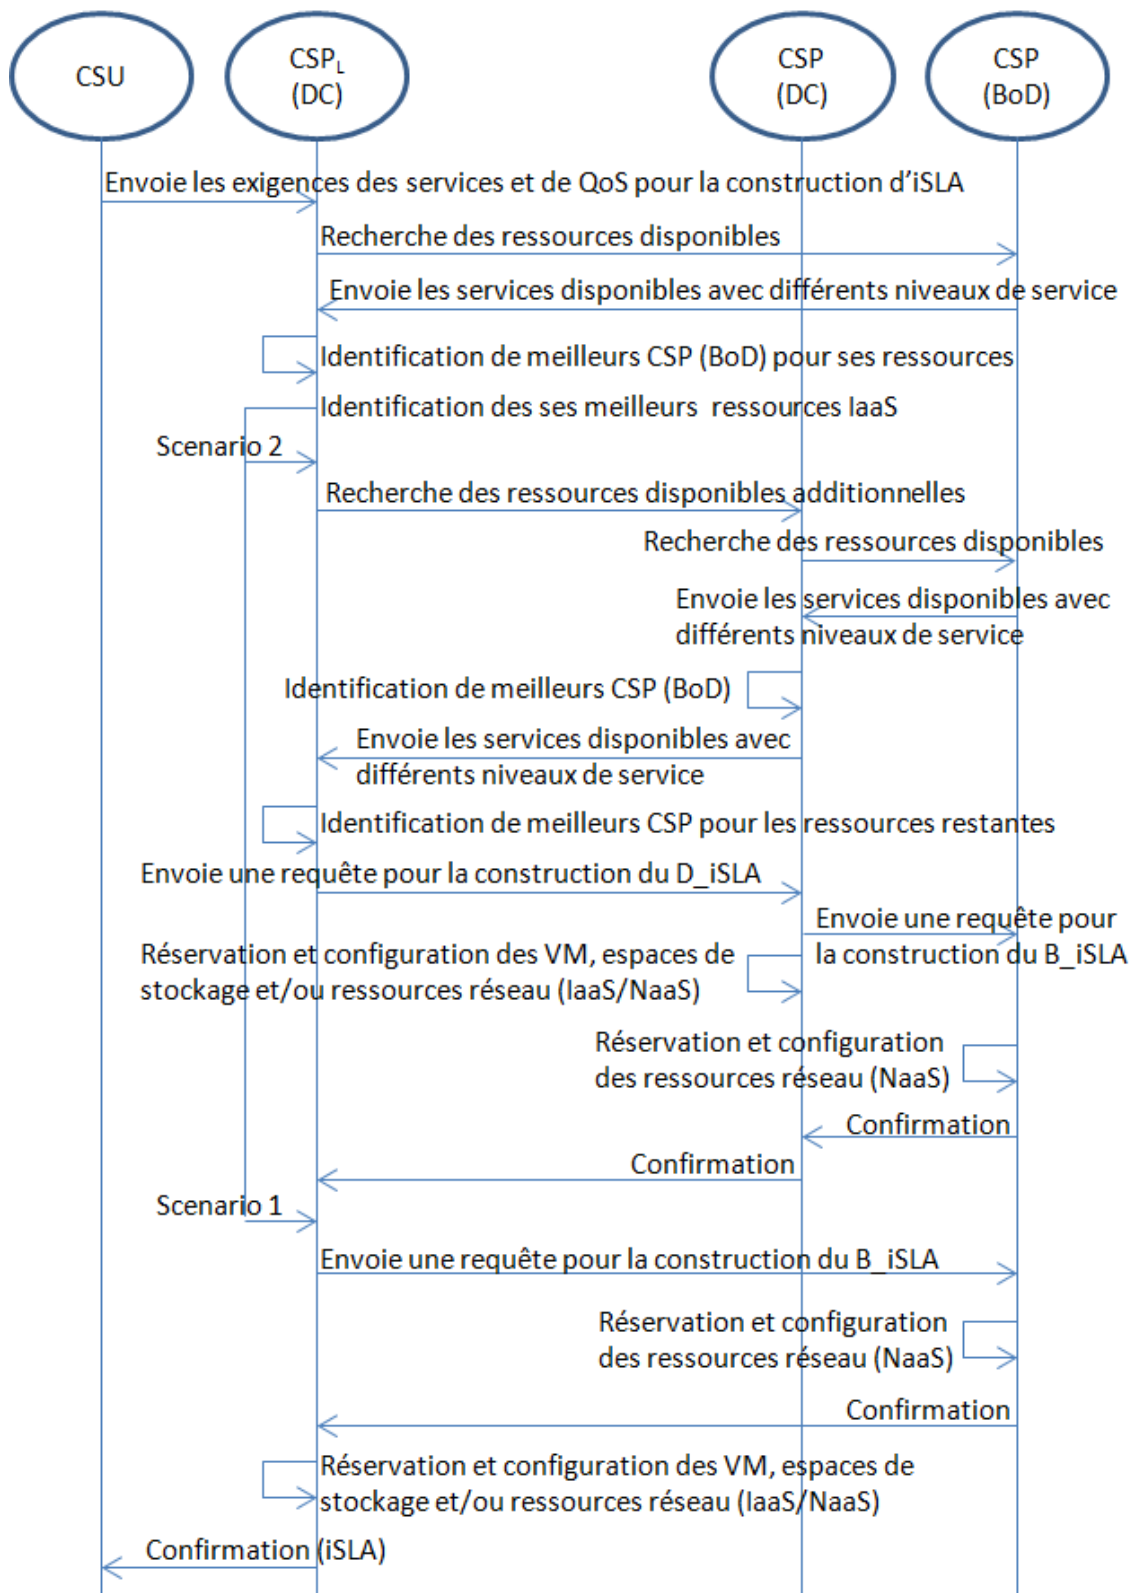 CSU
CSPL
(DC)
CSP
(DC)
CSP
(BoD)
Envoie les exigences des services et de QoS pour la construction d’iSLA
Recherche des ressources disponibles
Envoie les services disponibles avec différents niveaux de service
Identification de meilleurs CSP (BoD) pour ses ressources
Identification des ses meilleurs ressources IaaS
Scenario 2
Recherche des ressources disponibles additionnelles
Recherche des ressources disponibles
Envoie les services disponibles avec
différents niveaux de service
Identification de meilleurs CSP (BoD)
Envoie les services disponibles avec
différents niveaux de service
Identification de meilleurs CSP pour les ressources restantes
Envoie une requête pour la construction du D_iSLA
Envoie une requête pour
la construction du B_iSLA
Réservation et configuration des VM, espaces de
stockage et/ou ressources réseau (IaaS/NaaS)
Réservation et configuration
des ressources réseau (NaaS)
Confirmation
Confirmation
Scenario 1
Envoie une requête pour la construction du B_iSLA
Réservation et configuration
des ressources réseau (NaaS)
Confirmation
Réservation et configuration des VM, espaces de
stockage et/ou ressources réseau (IaaS/NaaS)
Confirmation (iSLA)